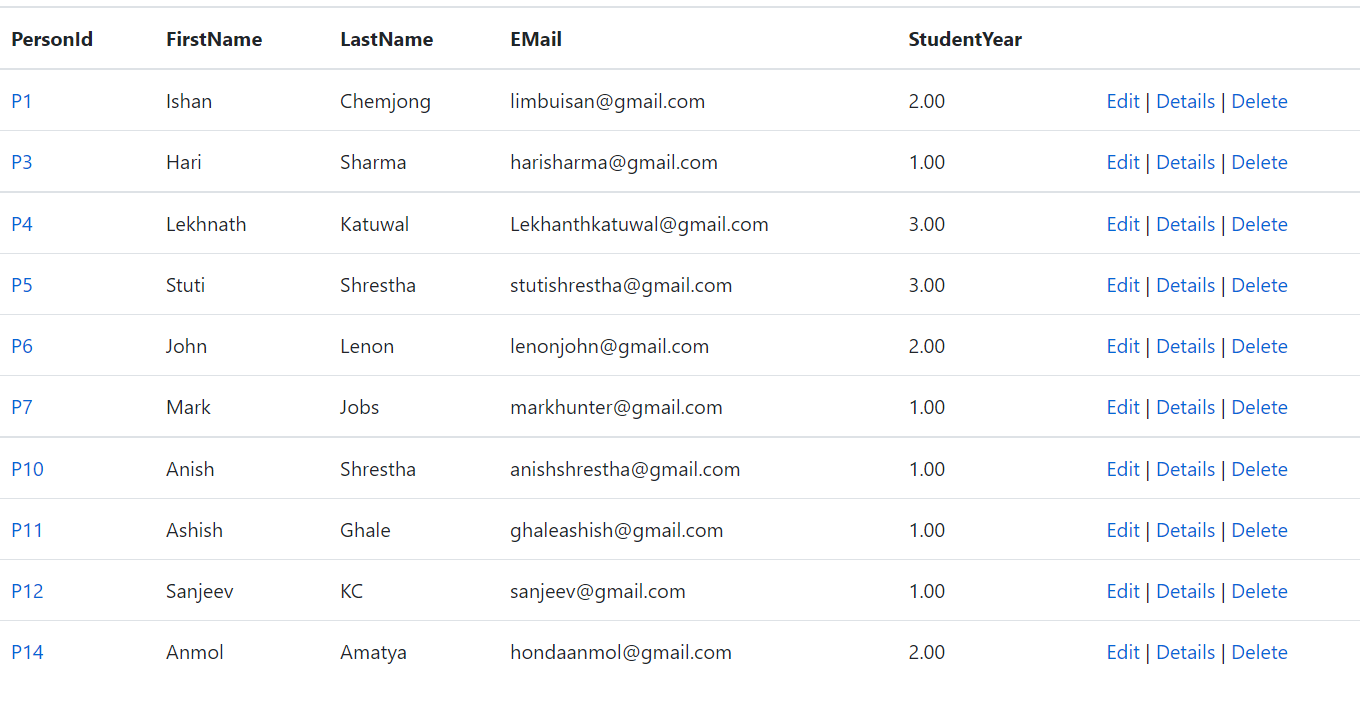 PersonId FirstName LastName EMail StudentYear
P1 Ishan Chemjong limbuisan@gmail.com 2.00 Edit | Details | Delete
P3 Hari Sharma harisharma@gmail.com 1.00 Edit | Details | Delete
P4 Lekhnath Katuwal Lekhanthkatuwal@gmail.com 3.00 Edit | Details | Delete
P5 Stuti Shrestha stutishrestha@gmail.com 3.00 Edit | Details | Delete
P6 John Lenon lenonjohn@gmail.com 2.00 Edit | Details | Delete
P7 Mark Jobs markhunter@gmail.com 1.00 Edit | Details | Delete
P10 Anish Shrestha anishshrestha@gmail.com 1.00 Edit | Details | Delete
P11 Ashish Ghale ghaleashish@gmail.com 1.00 Edit | Details | Delete
P12 Sanjeev KC sanjeev@gmail.com 1.00 Edit | Details | Delete
P14 Anmol Amatya hondaanmol@gmail.com 2.00 Edit | Details | Delete